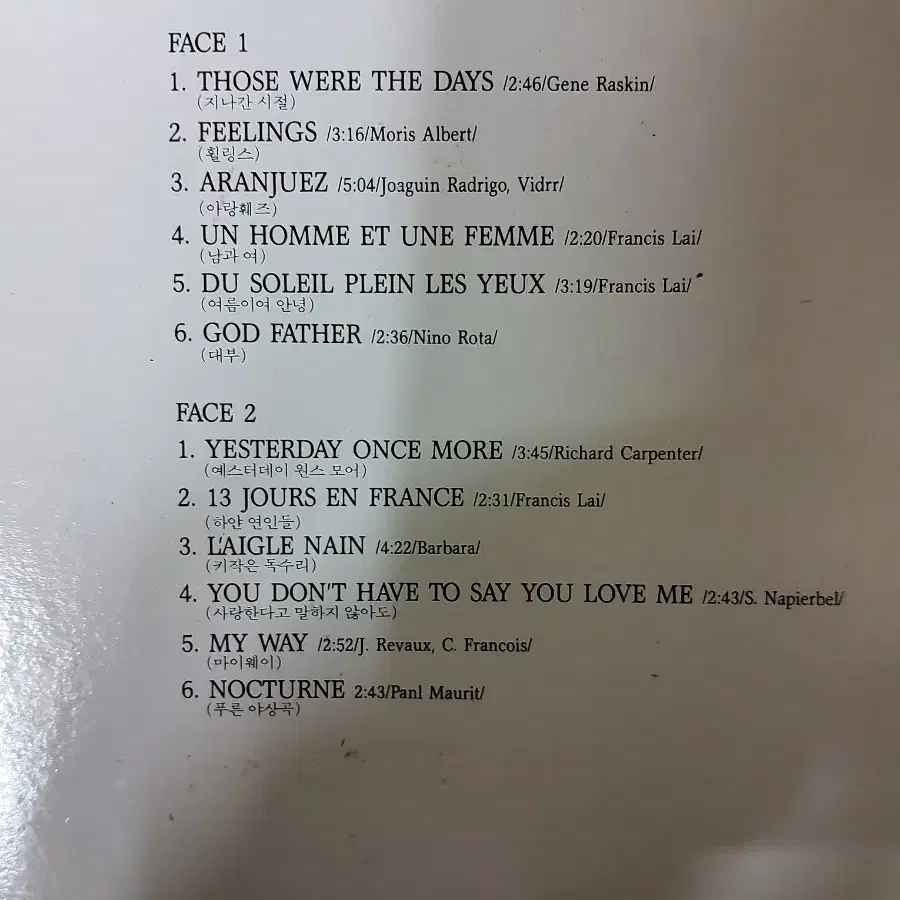 FACE 1
1. THOSE WERE THE DAYS /2:46/Gene Raskin/
(지나간 시절)
2. FEELINGS /3:16/Moris Albert/
(휠링스)
3. ARANJUEZ /5:04/Joaguin Radrigo, Vidrr/
(아랑훼즈)
4. UN HOMME ET UNE FEMME /2:20/Francis Lai/
(남과 여)
5. DU SOLEIL PLEIN LES YEUX /3:19/Francis Lai/
(여름이여 안녕)
6. GOD FATHER /2:36/Nino Rota/
(대부)
FACE 2
1. YESTERDAY ONCE MORE /3:45/Richard Carpenter/
(예스터데이 원스 모어)
2. 13 JOURS EN FRANCE /2:31/Francis Lai/
(하얀 연인들)
3. L'AIGLE NAIN /4:22/Barbara/
(키작은 독수리)
4. YOU DON'T HAVE TO SAY YOU LOVE ME /2:43/S. Napierbel/
(사랑한다고 말하지 않아도)
5. MY WAY /2:52/J. Revaux, C. Francois/
(마이웨이)
6. NOCTURNE 2:43/Panl Maurit/
(푸른 야상곡)